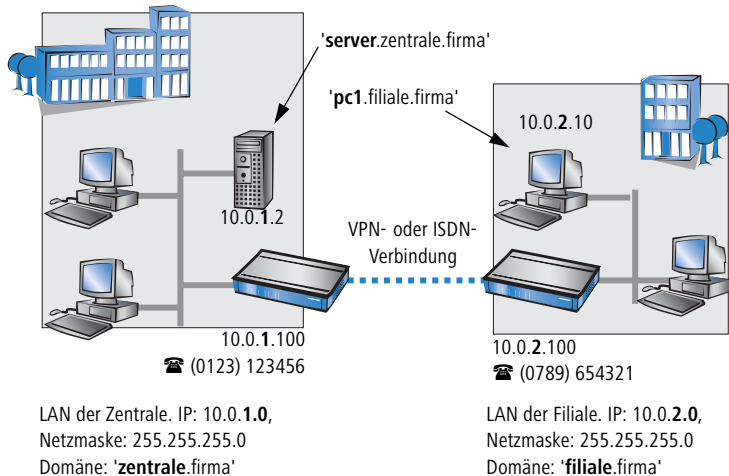 'server.zentrale.firma'
'pc1.filiale.firma'
10.0.2.10
10.0.1.2
VPN- oder ISDN-
Verbindung
10.0.1.100
☎ (0123) 123456
10.0.2.100
☎ (0789) 654321
LAN der Zentrale. IP: 10.0.1.0,
Netzmaske: 255.255.255.0
Domäne: 'zentrale.firma'
LAN der Filiale. IP: 10.0.2.0,
Netzmaske: 255.255.255.0
Domäne: 'filiale.firma'